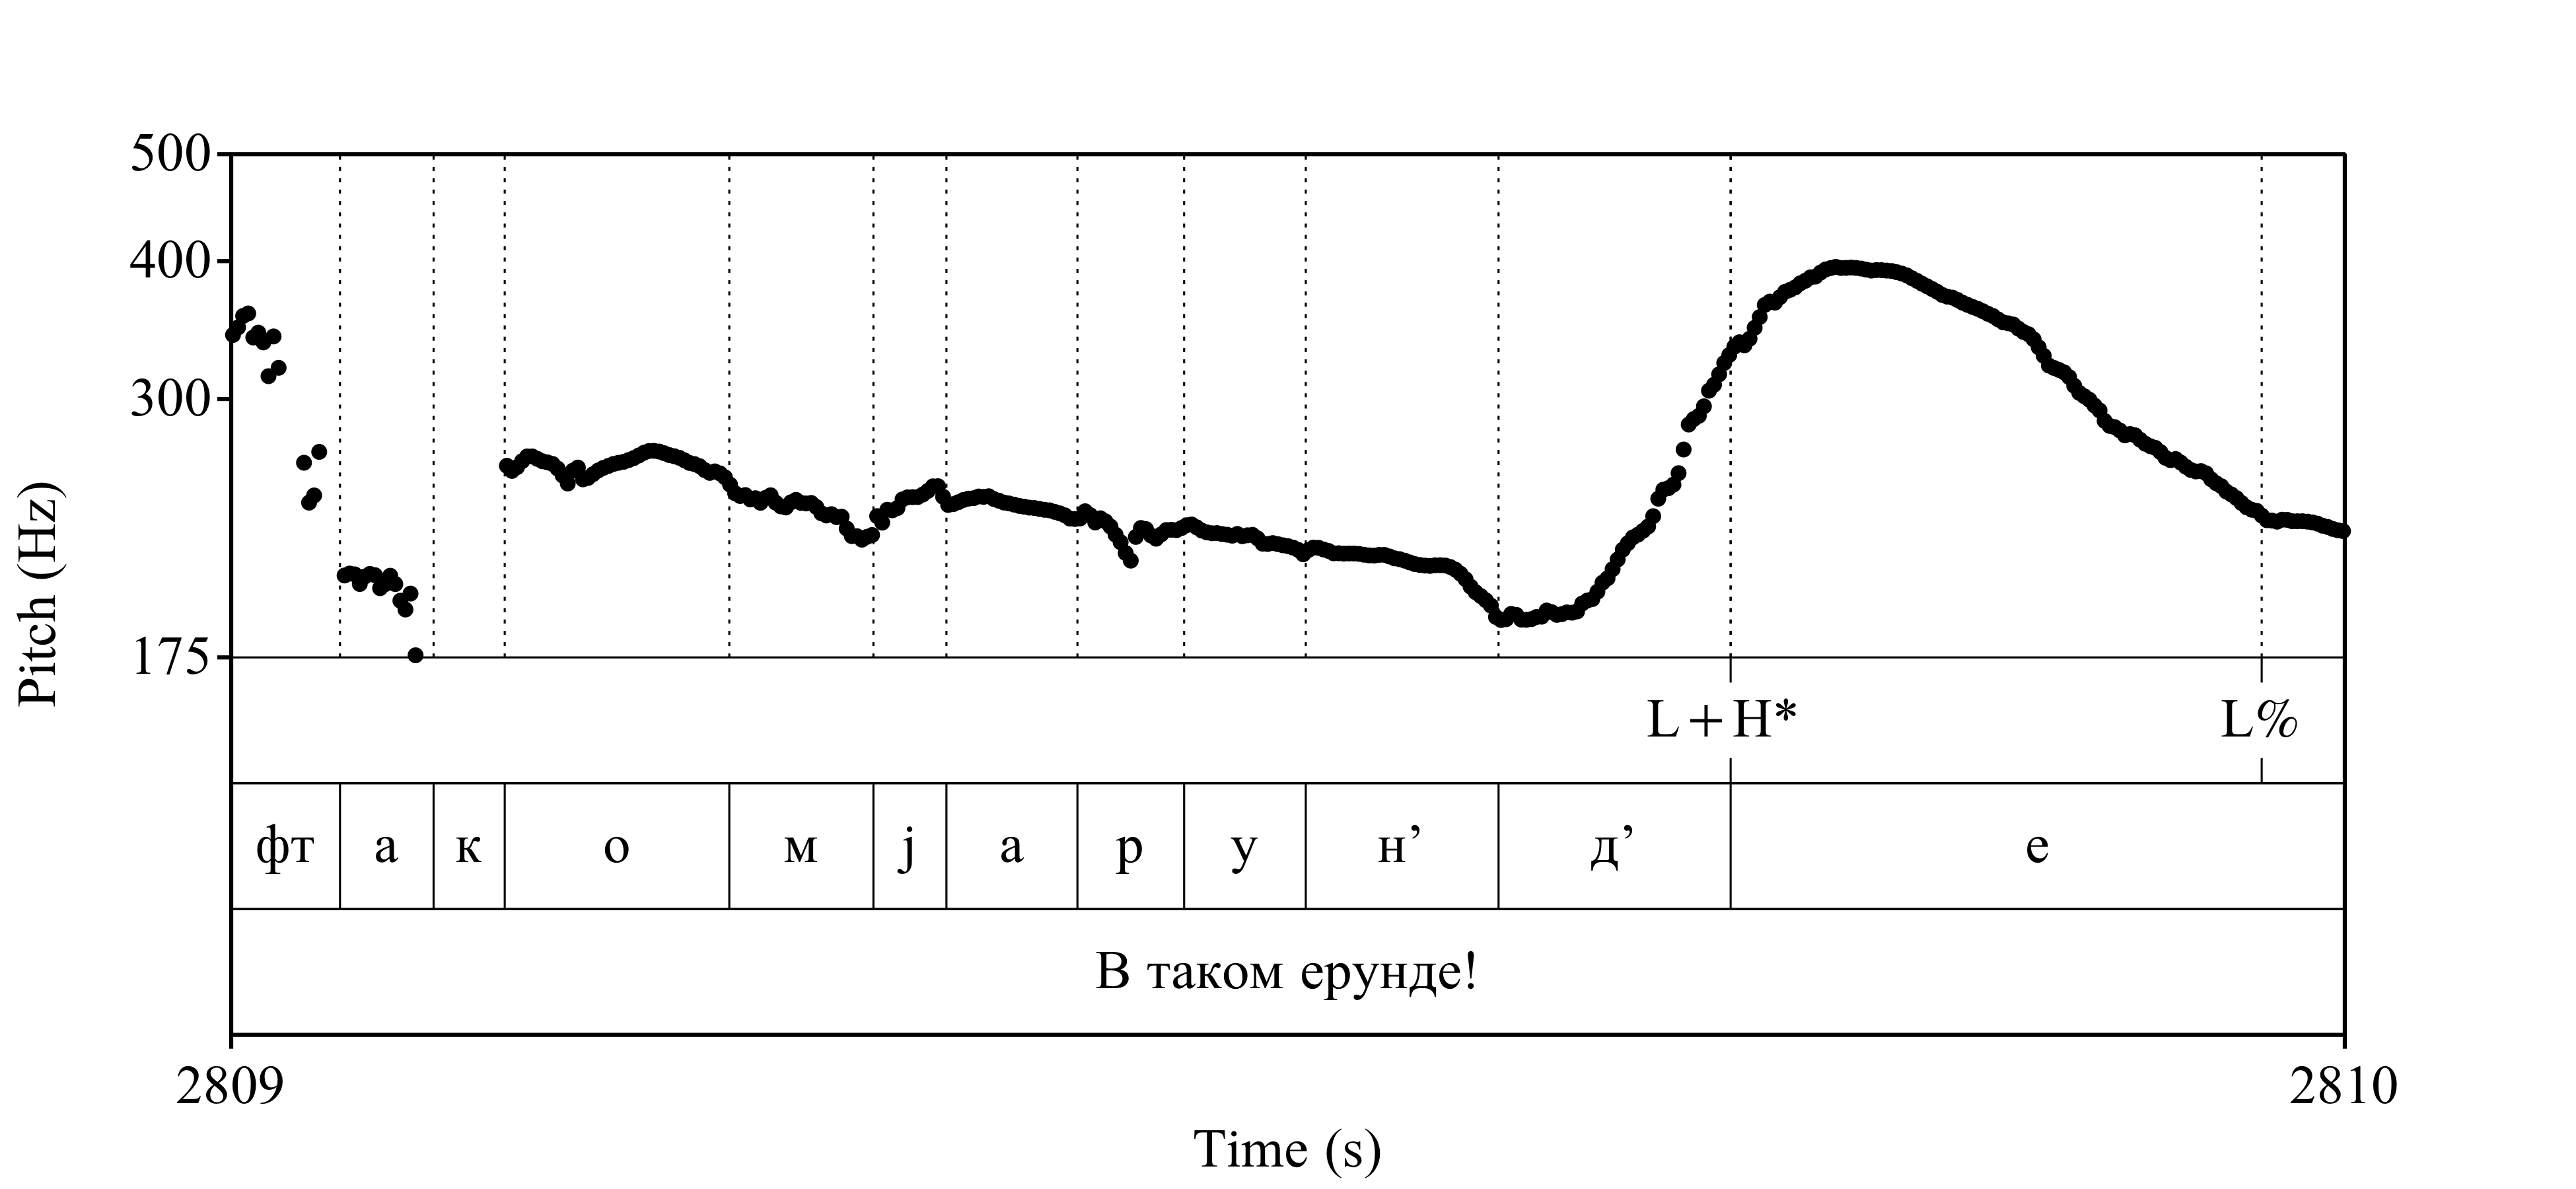 500
400
300
175
Pitch (Hz)
L+H* L%
фт а к о м j а р у н’ д’ е
В таком ерунде!
2809 2810
Time (s)